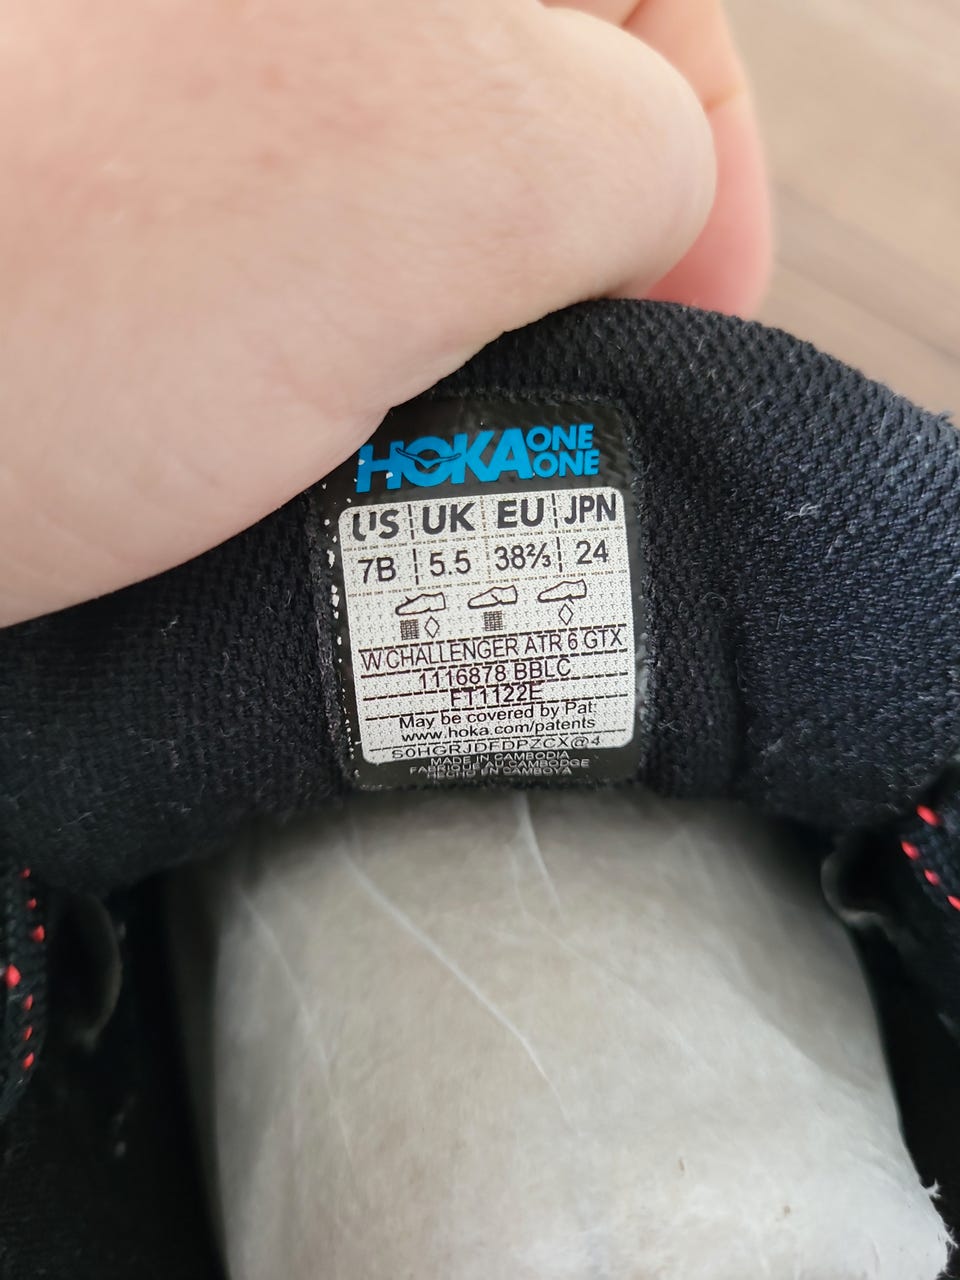 HOKA ONE ONE
US UK EU JPN
7B 5.5 38⅔ 24
W CHALLENGER ATR 6 GTX
1116878 BBLC
FT1122E
May be covered by Pat:
www.hoka.com/patents
S0HGRJDFDPZCX@4
MADE IN CAMBODIA
FABRIQUE AU CAMBODGE
HECHO EN CAMBOYA